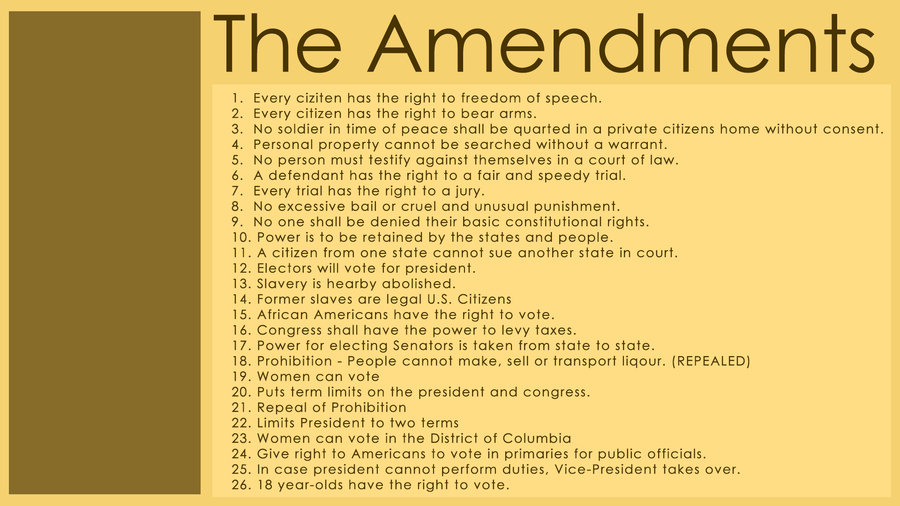 The Amendments
1. Every ciziten has the right to freedom of speech.
2. Every citizen has the right to bear arms.
3. No soldier in time of peace shall be quarted in a private citizens home without consent.
4. Personal property cannot be searched without a warrant.
5. No person must testify against themselves in a court of law.
6. A defendant has the right to a fair and speedy trial.
7. Every trial has the right to a jury.
8. No excessive bail or cruel and unusual punishment.
9. No one shall be denied their basic constitutional rights.
10. Power is to be retained by the states and people.
11. A citizen from one state cannot sue another state in court.
12. Electors will vote for president.
13. Slavery is hearby abolished.
14. Former slaves are legal U.S. Citizens
15. African Americans have the right to vote.
16. Congress shall have the power to levy taxes.
17. Power for electing Senators is taken from state to state.
18. Prohibition - People cannot make, sell or transport liqour. (REPEALED)
19. Women can vote
20. Puts term limits on the president and congress.
21. Repeal of Prohibition
22. Limits President to two terms
23. Women can vote in the District of Columbia
24. Give right to Americans to vote in primaries for public officials.
25. In case president cannot perform duties, Vice-President takes over.
26. 18 year-olds have the right to vote.